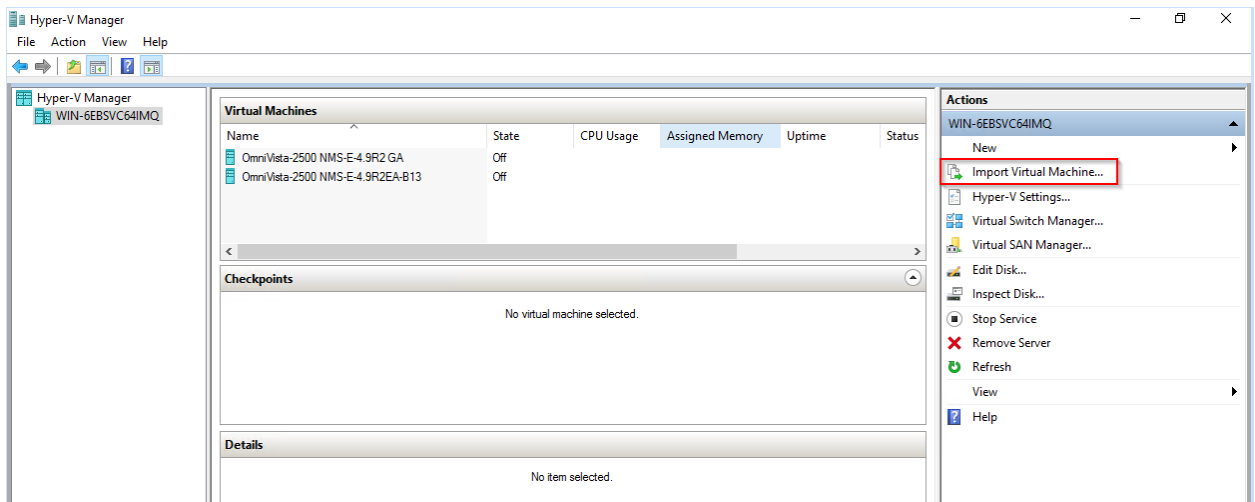 Hyper-V Manager
File Action View Help
Hyper-V Manager
WIN-6EBSVC64IMQ
Virtual Machines
Name State CPU Usage Assigned Memory Uptime Status
OmniVista-2500 NMS-E-4.9R2 GA Off
OmniVista-2500 NMS-E-4.9R2EA-B13 Off
Checkpoints
No virtual machine selected.
Details
No item selected.
Actions
WIN-6EBSVC64IMQ
New
Import Virtual Machine...
Hyper-V Settings...
Virtual Switch Manager...
Virtual SAN Manager...
Edit Disk...
Inspect Disk...
Stop Service
Remove Server
Refresh
View
Help